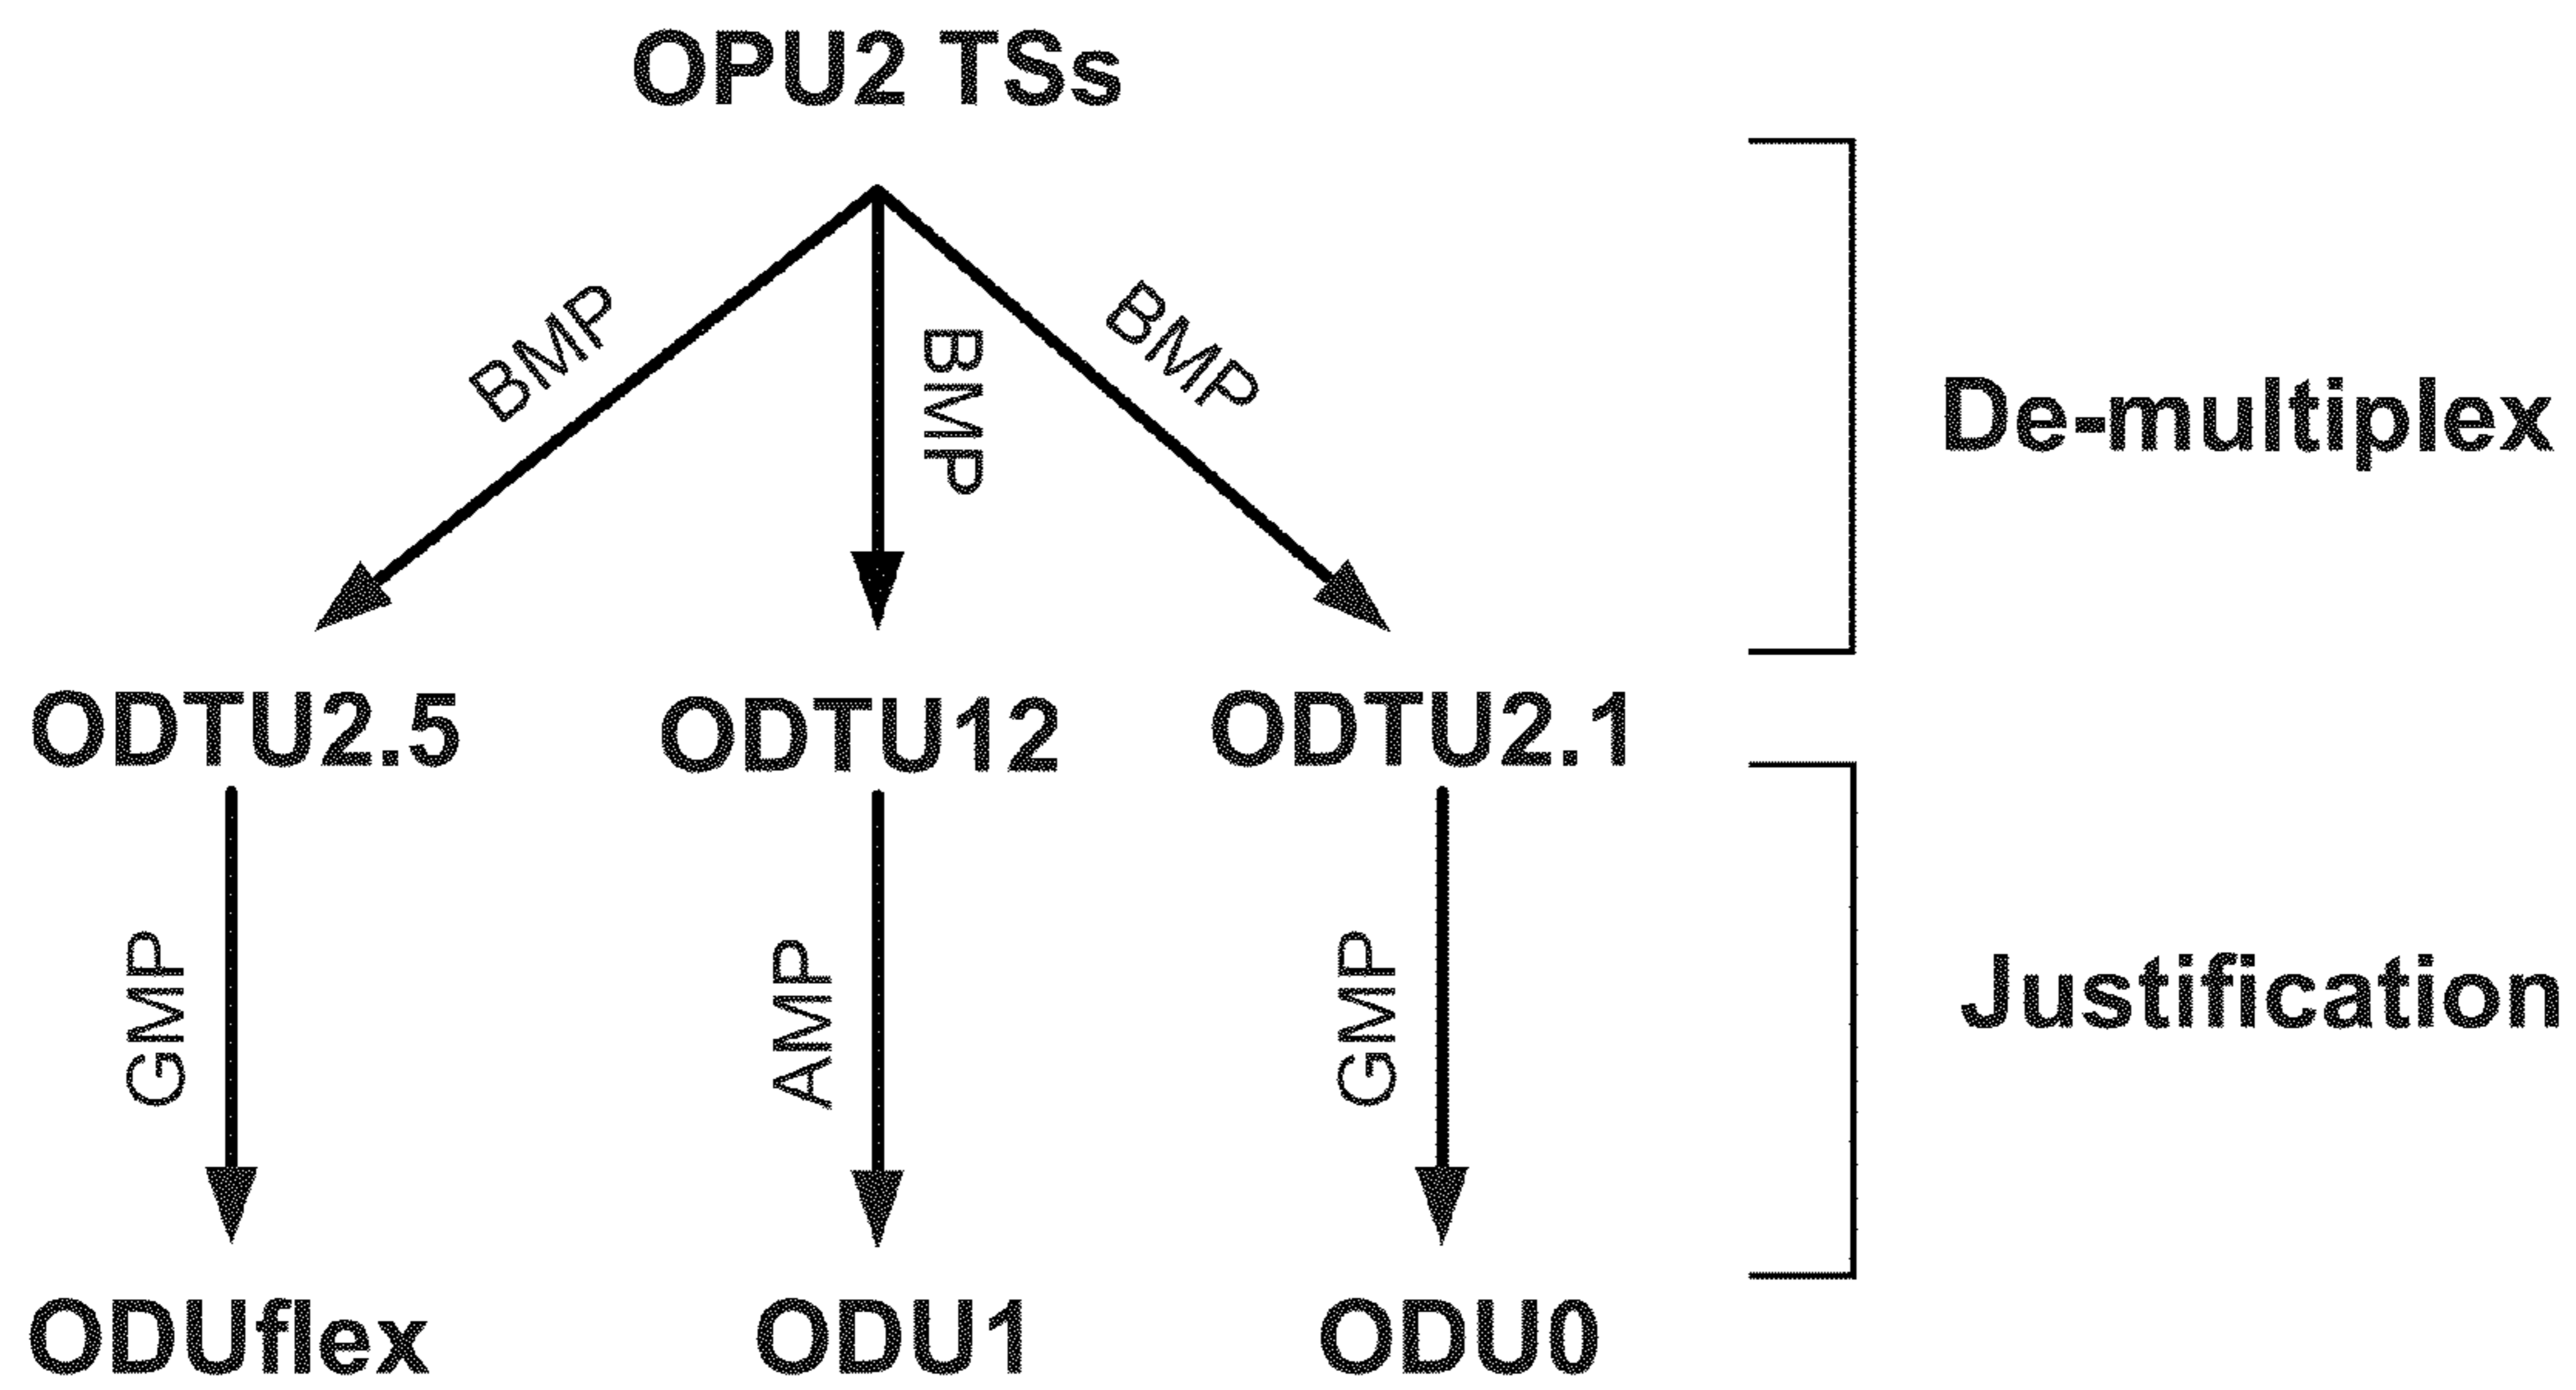 OPU2 TSs
BMP
BMP
BMP
De-multiplex
ODTU2.5
ODTU12
ODTU2.1
GMP
AMP
GMP
Justification
ODUflex
ODU1
ODU0